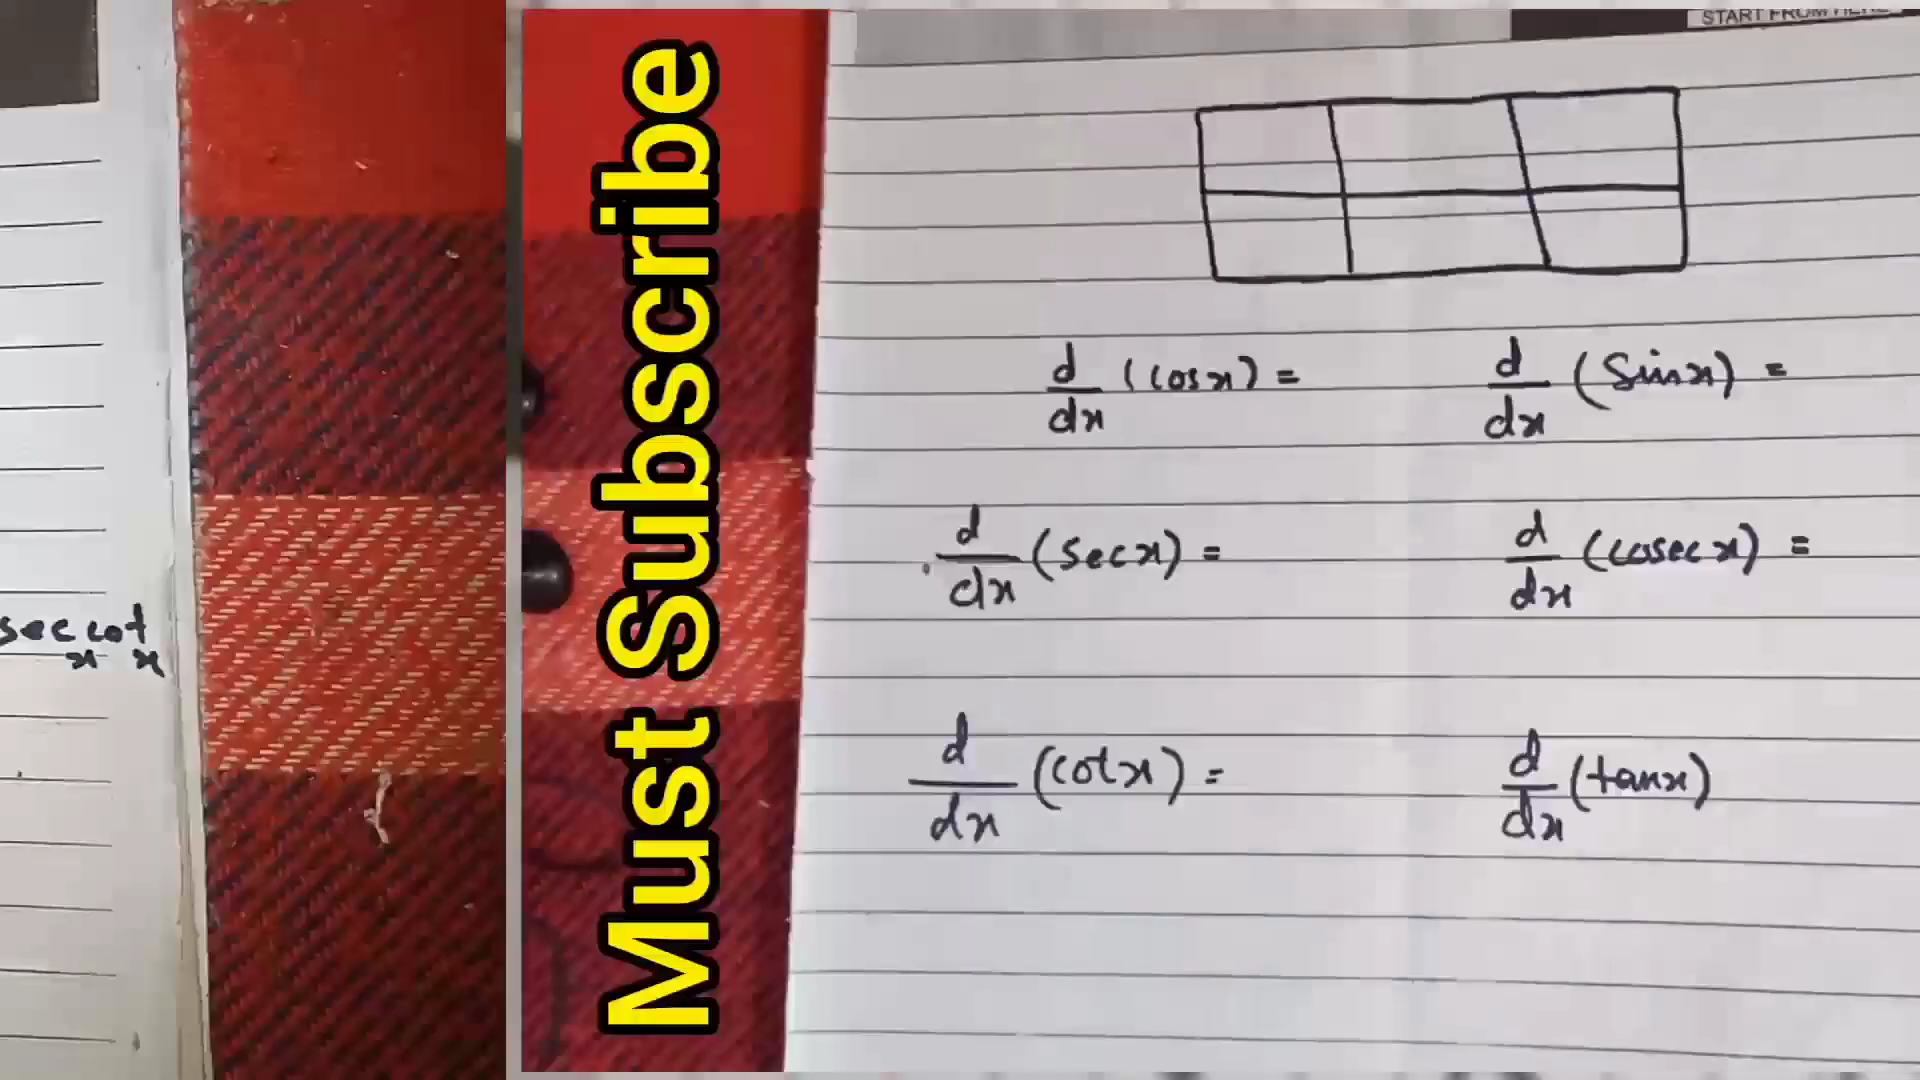 START FROM HERE
Must Subscribe
d/dx (cosx) =
d/dx (Sinx) =
d/dx (secx) =
d/dx (cosec x) =
sec cot
x x
d/dx (cotx) =
d/dx (tanx)